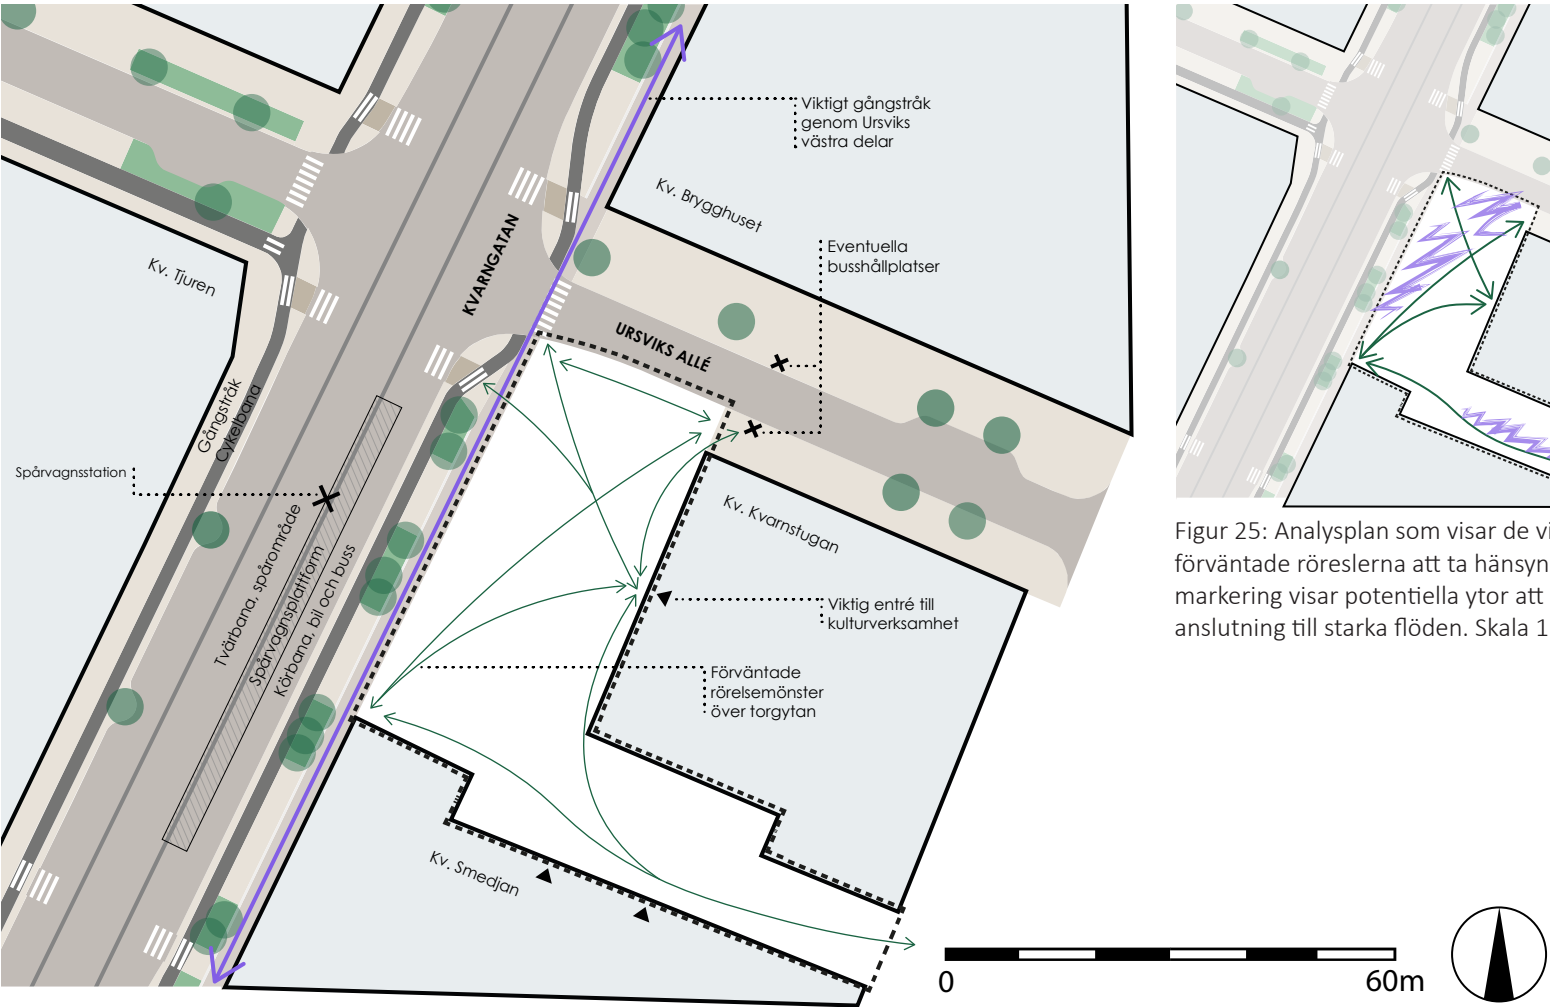 Viktigt gångstråk
genom Ursviks
västra delar
Kv. Brygghuset
Eventuella
busshållplatser
Kv. Tjuren
KVARNGATAN
URSVIKS ALLÉ
Gångstråk
Cykelbana
Spårvagnsstation
Tvärbana, spårområde
Spårvagnsplattform
Körbana, bil och buss
Kv. Kvarnstugan
Viktig entré till
kulturverksamhet
Förväntade
rörelsemönster
över torgytan
Kv. Smedjan
0
60m
Figur 25: Analysplan som visar de vi
förväntade röreslerna att ta hänsyn
markering visar potentiella ytor att
anslutning till starka flöden. Skala 1